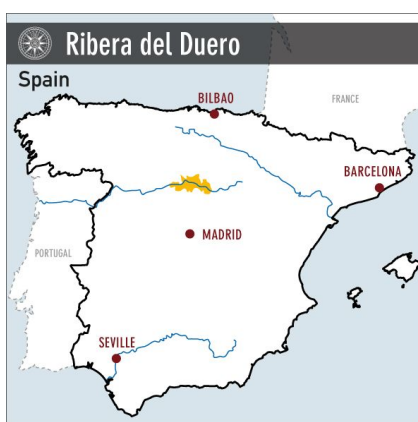 Ribera del Duero
Spain
BILBAO
FRANCE
BARCELONA
MADRID
PORTUGAL
SEVILLE